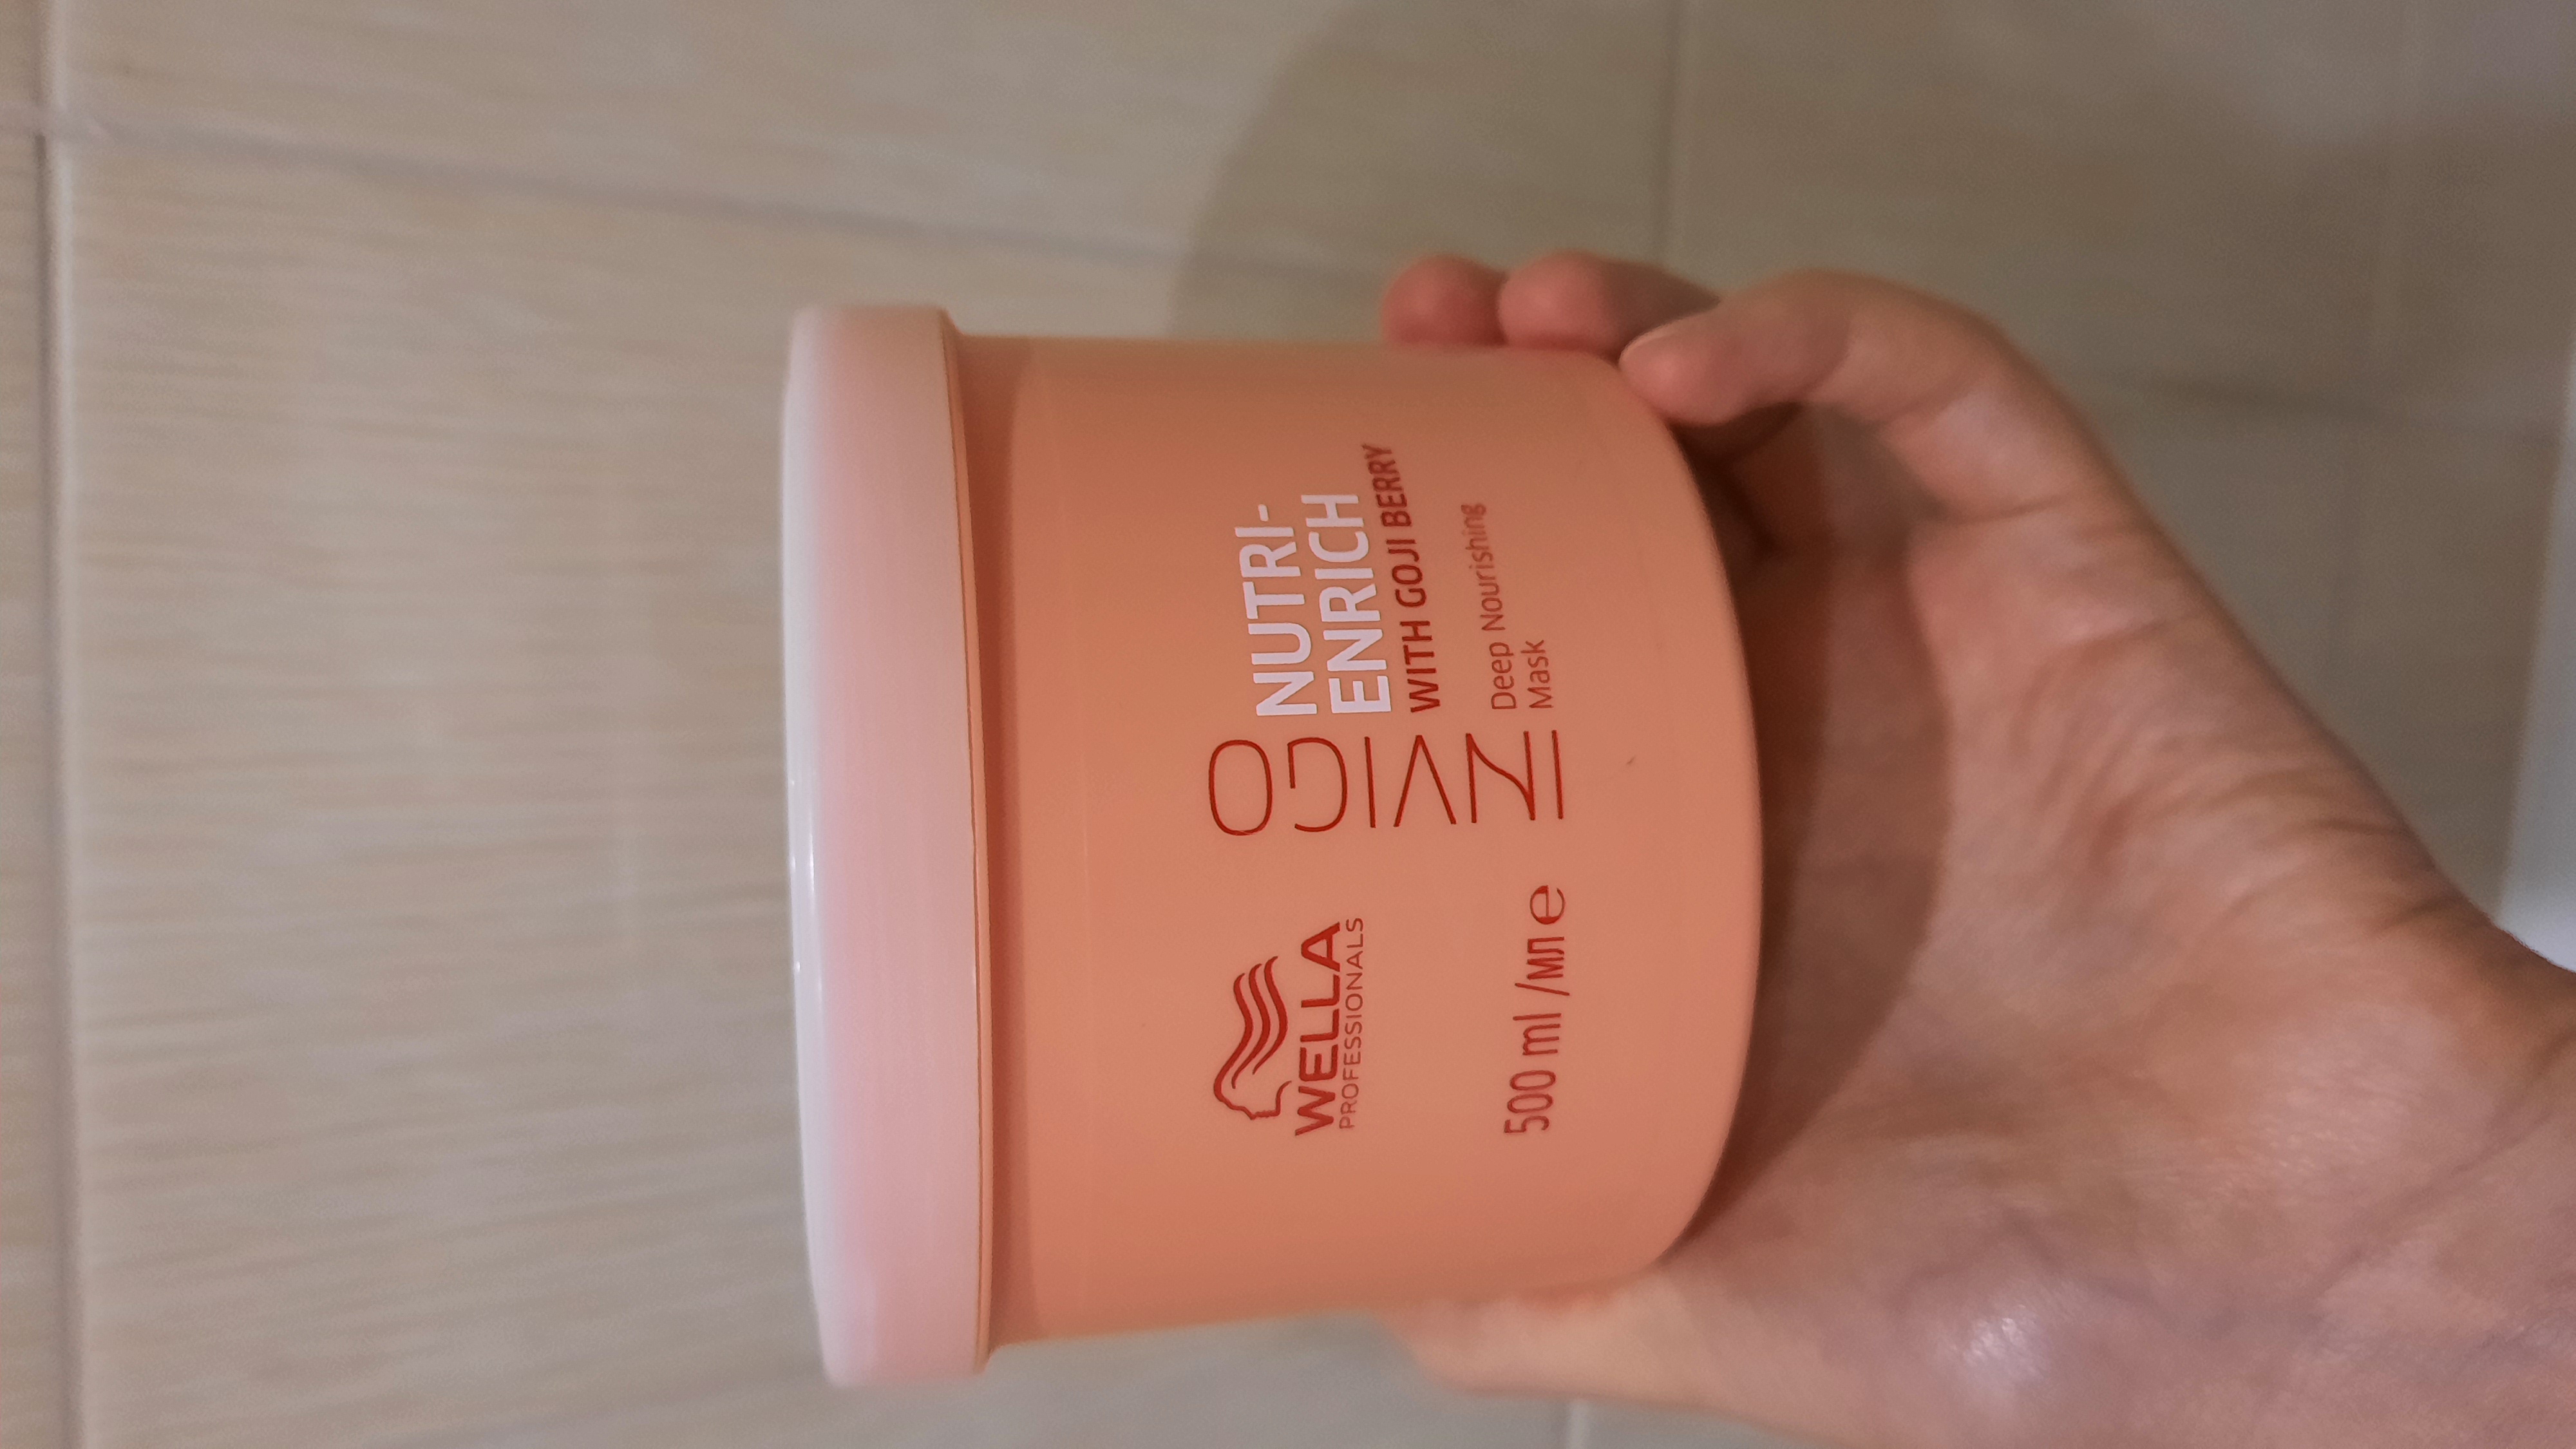 WELLA
PROFESSIONALS
500 ml /мл e
INVIGO
NUTRI-
ENRICH
WITH GOJI BERRY
Deep Nourishing
Mask